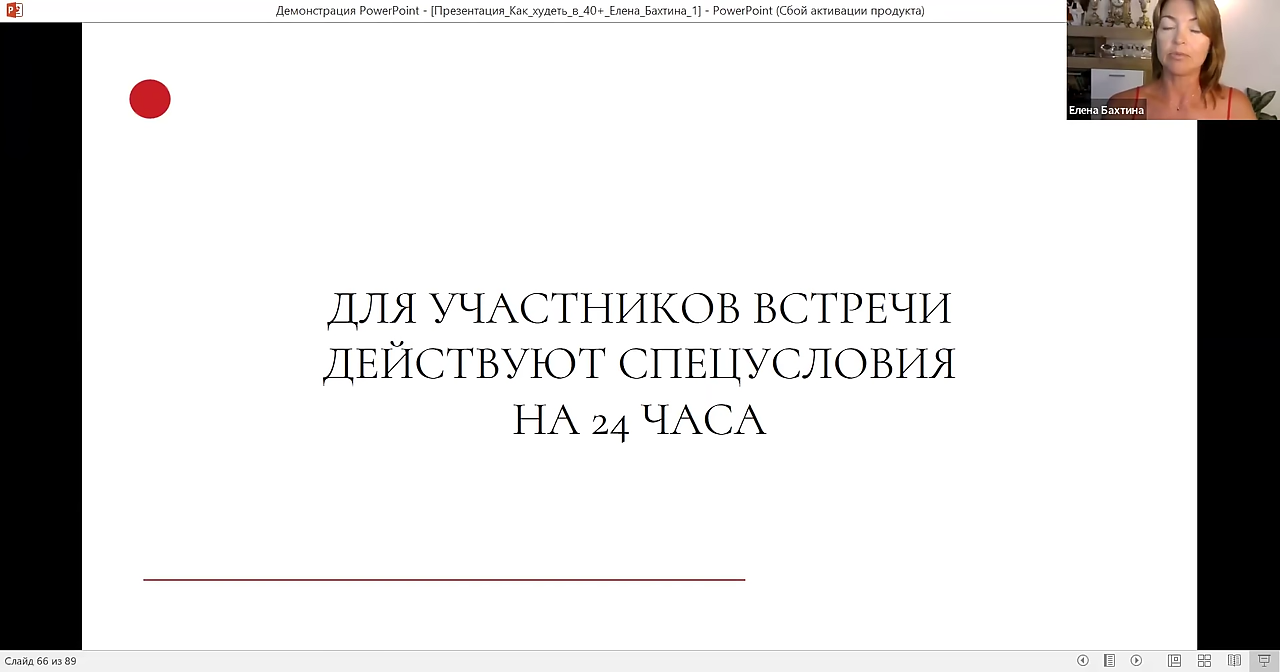 Демонстрация PowerPoint - [Презентация_Как_худеть_в_40+_Елена_Бахтина_1] - PowerPoint (Сбой активации продукта)
Елена Бахтина
ДЛЯ УЧАСТНИКОВ ВСТРЕЧИ
ДЕЙСТВУЮТ СПЕЦУСЛОВИЯ
НА 24 ЧАСА
Слайд 66 из 89